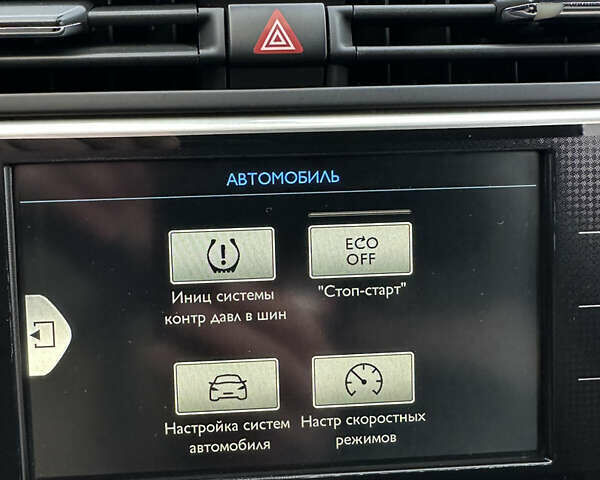 АВТОМОБИЛЬ
ECO
OFF
Иниц системы
контр давл в шин
"Стоп-старт"
Настройка систем
автомобиля
Настр скоростных
режимов